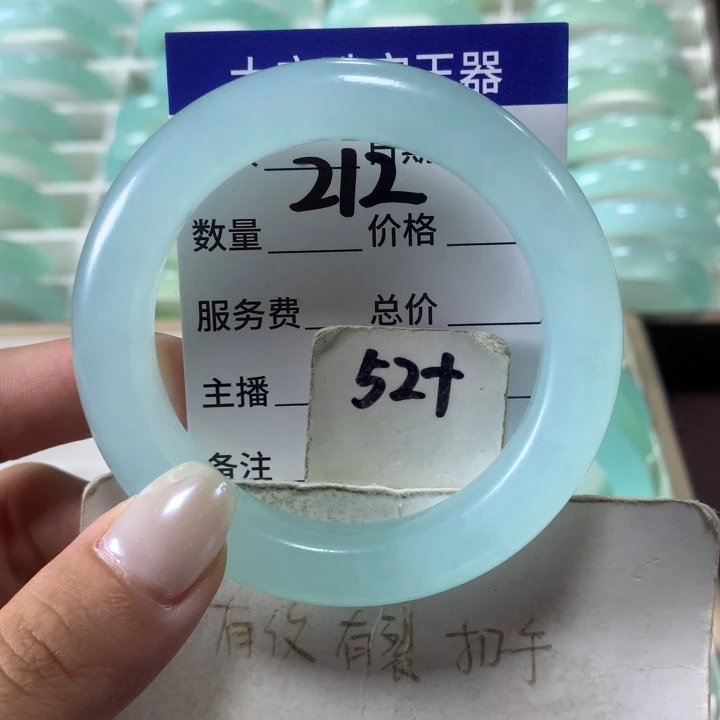 玉器
212
数量 价格
服务费 总价
主播
52+
备注
有纹有裂 扣手